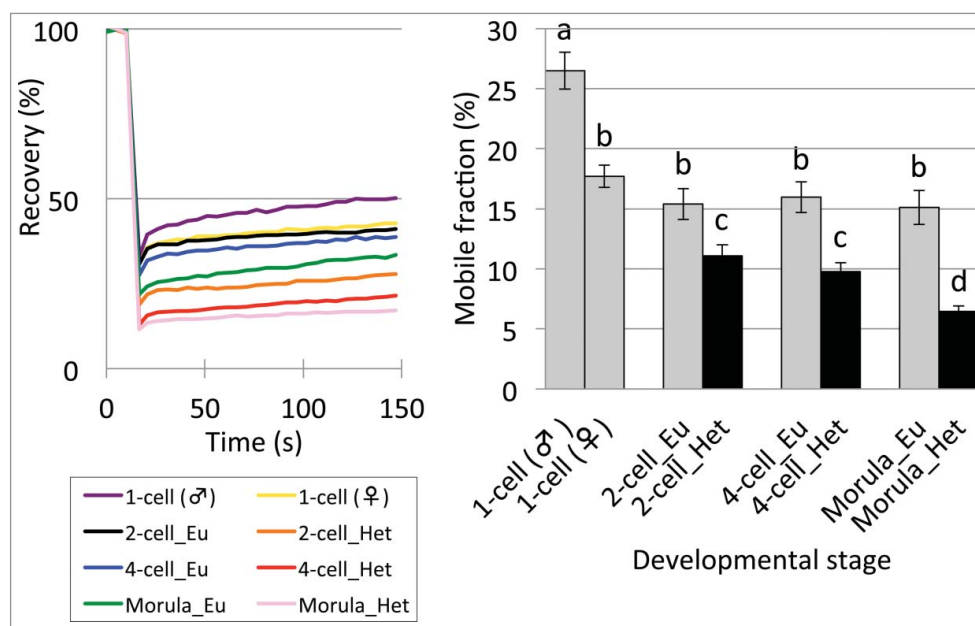 100
50
0
Recovery (%)
0 50 100 150
Time (s)
1-cell (♂) 1-cell (♀)
2-cell_Eu 2-cell_Het
4-cell_Eu 4-cell_Het
Morula_Eu Morula_Het
30
25
20
15
10
5
0
Mobile fraction (%)
a
b
b
c
b
c
b
d
1-cell (♂)
1-cell (♀)
2-cell_Eu
2-cell_Het
4-cell_Eu
4-cell_Het
Morula_Eu
Morula_Het
Developmental stage